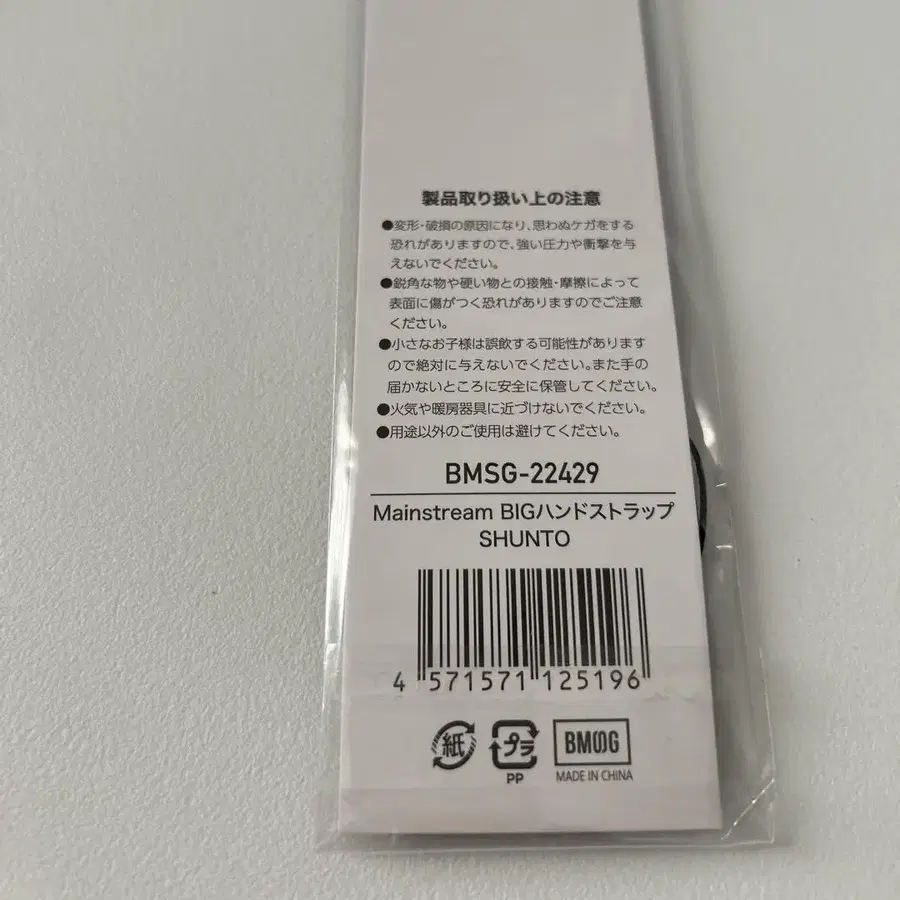 製品取り扱い上の注意
●変形・破損の原因になり、思わぬケガをする
恐れがありますので、強い圧力や衝撃を与
えないでください。
●鋭角な物や硬い物との接触・摩擦によって
表面に傷がつく恐れがありますのでご注意
ください。
●小さなお子様は誤飲する可能性があります
ので絶対に与えないでください。また手の
届かないところに安全に保管してください。
●火気や暖房器具に近づけないでください。
●用途以外のご使用は避けてください。
BMSG-22429
Mainstream BIGハンドストラップ
SHUNTO
4 571571 125196
紙 プラ BMSG
PP MADE IN CHINA